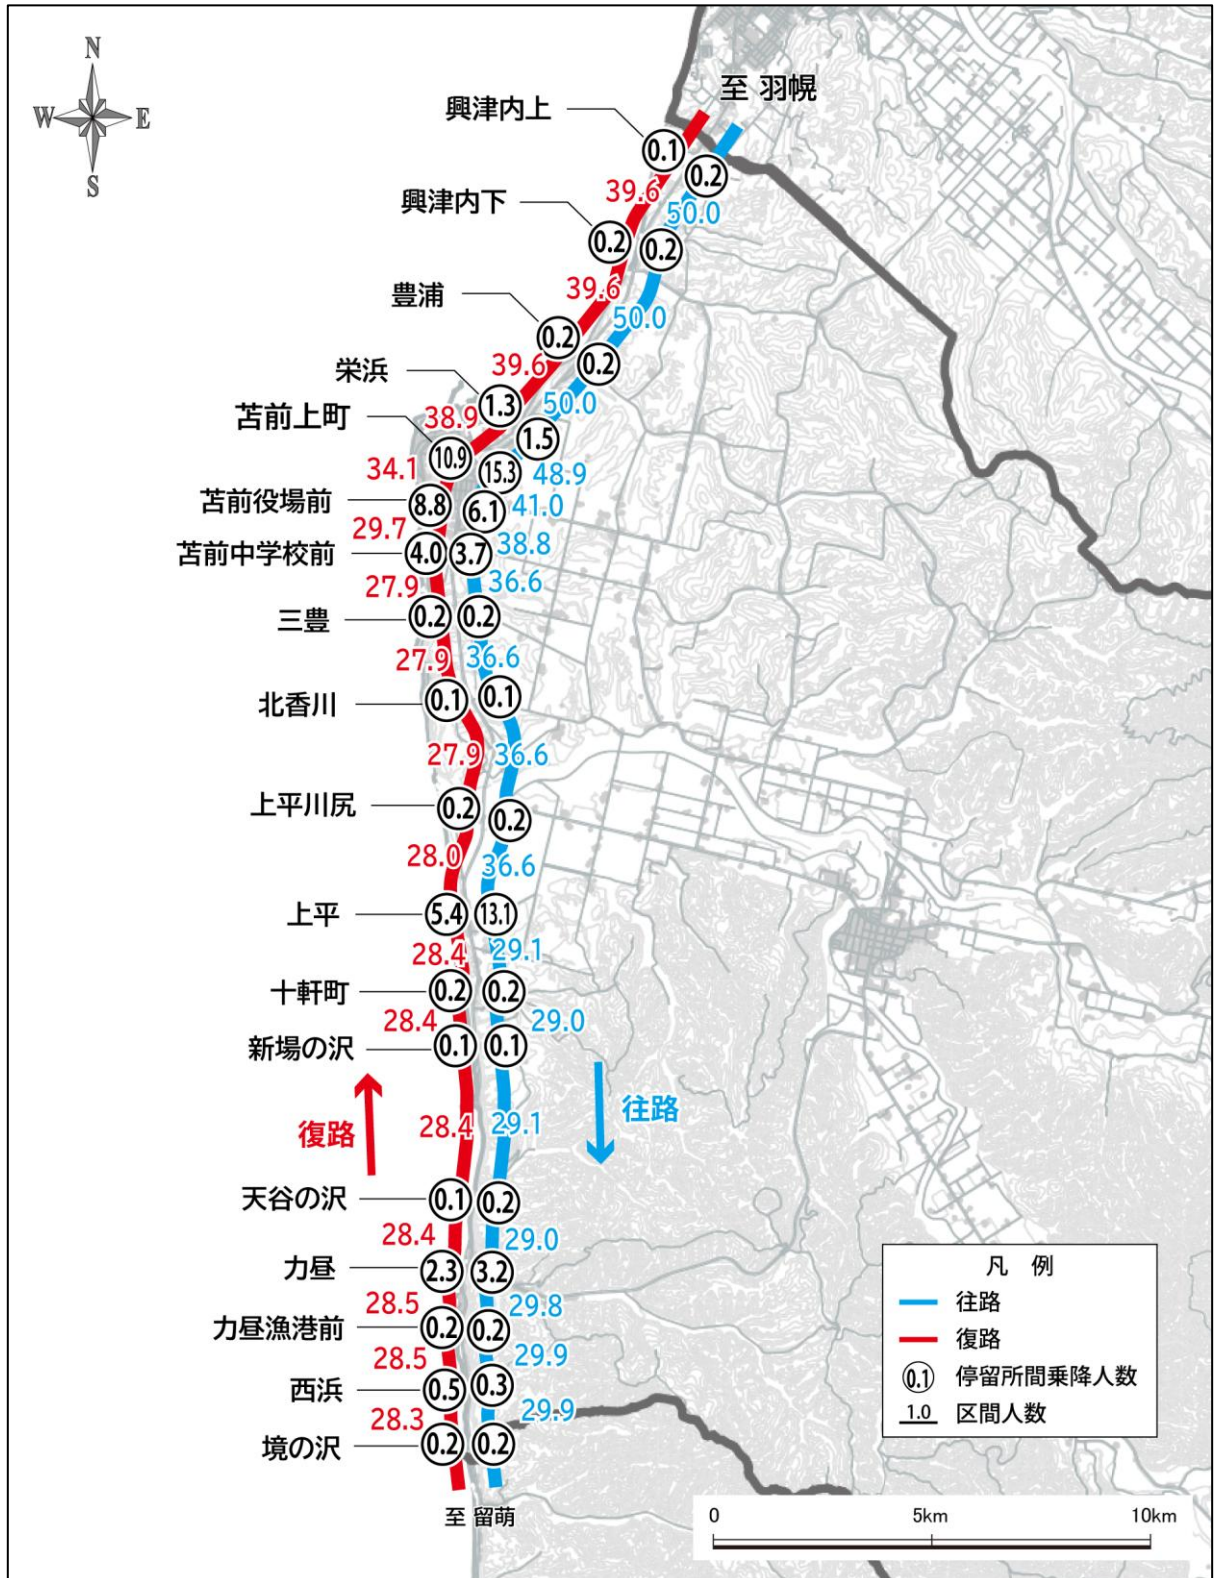 N
W E
S
至 羽幌
興津内上
0.1
0.2
39.6
50.0
興津内下
0.2
0.2
39.6
50.0
豊浦
0.2
0.2
39.6
50.0
栄浜
1.3
1.5
38.9
48.9
苫前上町
10.9
15.3
34.1
41.0
苫前役場前
8.8
6.1
29.7
38.8
苫前中学校前
4.0
3.7
27.9
36.6
三豊
0.2
0.2
27.9
36.6
北香川
0.1
0.1
27.9
36.6
上平川尻
0.2
0.2
28.0
36.6
上平
5.4
13.1
28.4
29.1
十軒町
0.2
0.2
28.4
29.0
新場の沢
0.1
0.1
復路
28.4
29.1
往路
天谷の沢
0.1
0.2
28.4
29.0
力昼
2.3
3.2
28.5
29.8
力昼漁港前
0.2
0.2
28.5
29.9
西浜
0.5
0.3
28.3
29.9
境の沢
0.2
0.2
至 留萌
凡 例
往路
復路
0.1 停留所間乗降人数
1.0 区間人数
0 5km 10km